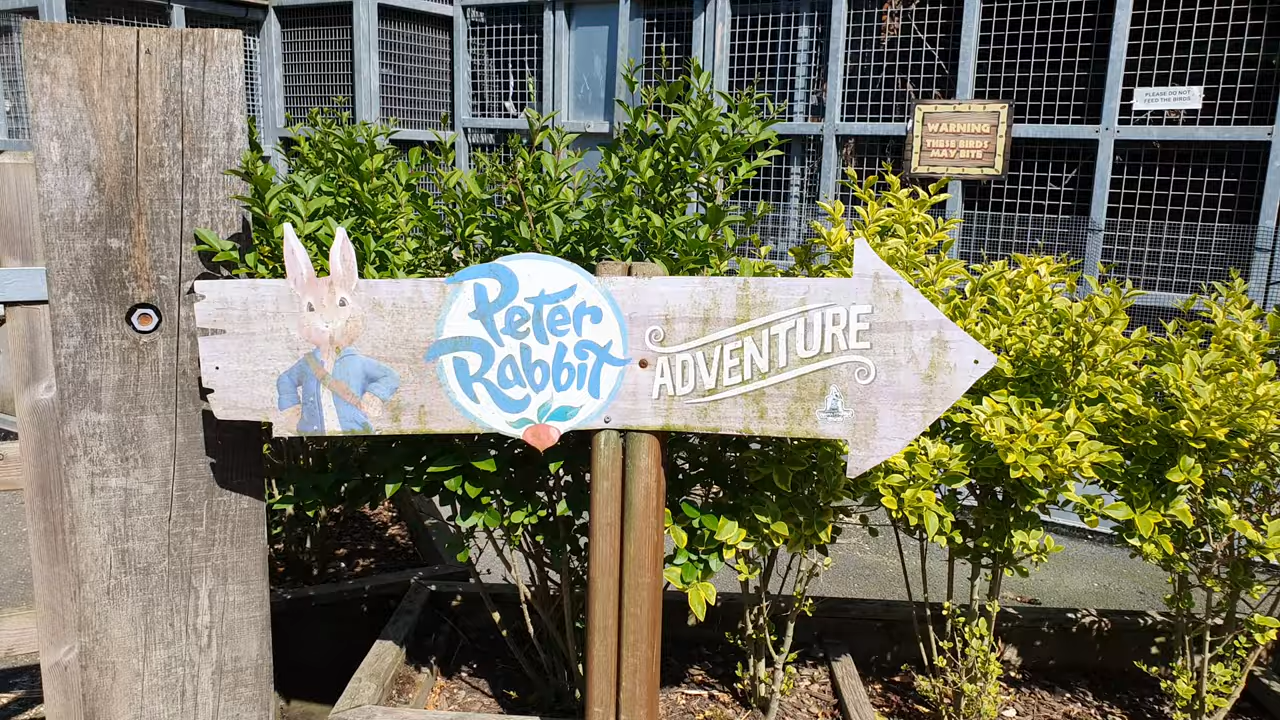 WARNING
THESE BIRDS
MAY BITE
PLEASE DO NOT
FEED THE BIRDS
Peter
Rabbit
ADVENTURE